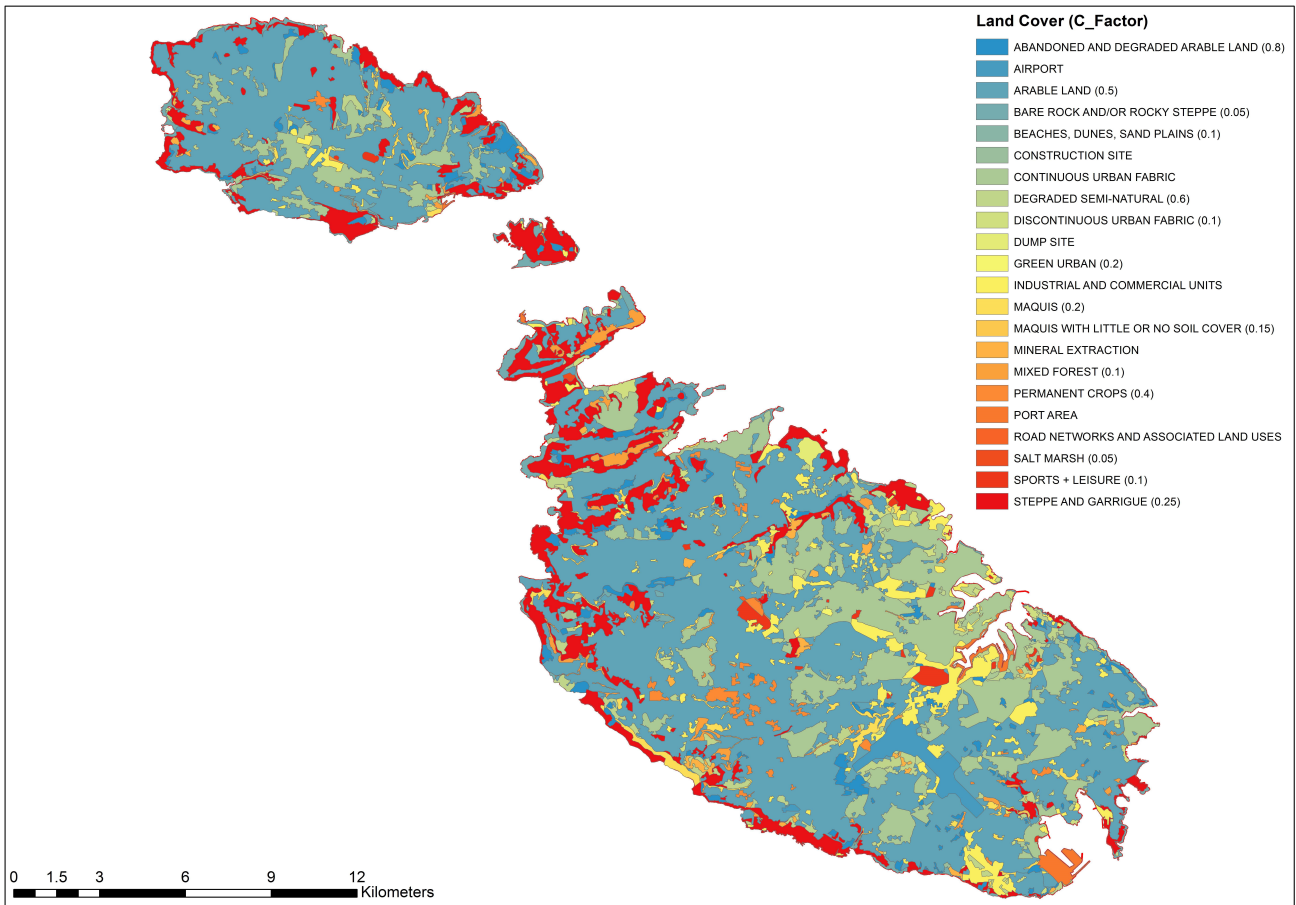 Land Cover (C_Factor)
ABANDONED AND DEGRADED ARABLE LAND (0.8)
AIRPORT
ARABLE LAND (0.5)
BARE ROCK AND/OR ROCKY STEPPE (0.05)
BEACHES, DUNES, SAND PLAINS (0.1)
CONSTRUCTION SITE
CONTINUOUS URBAN FABRIC
DEGRADED SEMI-NATURAL (0.6)
DISCONTINUOUS URBAN FABRIC (0.1)
DUMP SITE
GREEN URBAN (0.2)
INDUSTRIAL AND COMMERCIAL UNITS
MAQUIS (0.2)
MAQUIS WITH LITTLE OR NO SOIL COVER (0.15)
MINERAL EXTRACTION
MIXED FOREST (0.1)
PERMANENT CROPS (0.4)
PORT AREA
ROAD NETWORKS AND ASSOCIATED LAND USES
SALT MARSH (0.05)
SPORTS + LEISURE (0.1)
STEPPE AND GARRIGUE (0.25)
0 1.5 3 6 9 12
Kilometers